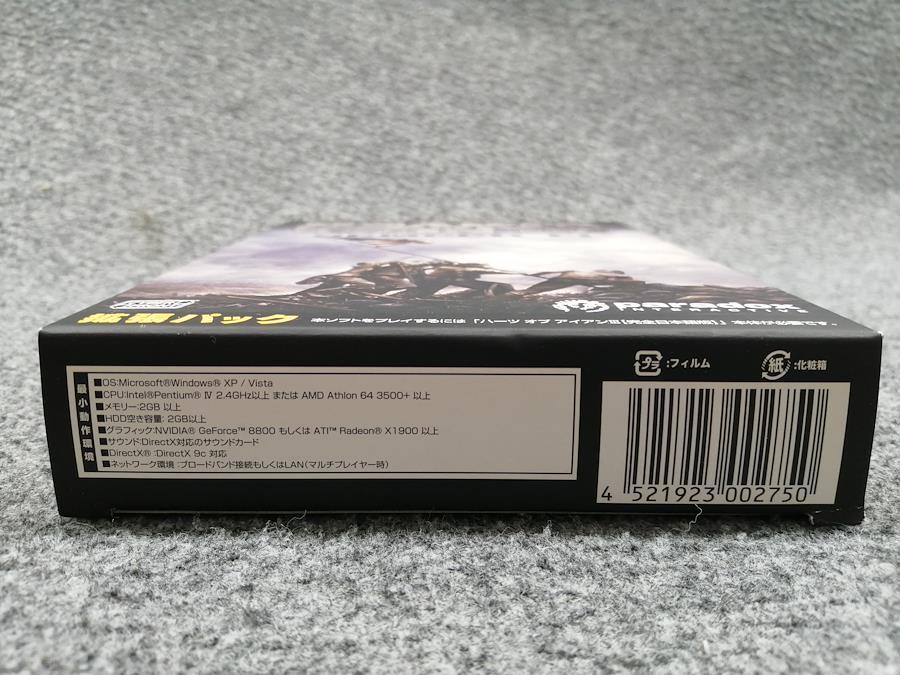 拡張パック
本ソフトをプレイするには「ハーツ オブ アイアンIII【完全日本語版】」本体が必要です。
paradox
INTERACTIVE
最小動作環境
■OS:Microsoft®Windows® XP / Vista
■CPU:Intel®Pentium® Ⅳ 2.4GHz以上 または AMD Athlon 64 3500+ 以上
■メモリー:2GB 以上
■HDD空き容量: 2GB以上
■グラフィック:NVIDIA® GeForce™ 8800 もしくは ATI™ Radeon® X1900 以上
■サウンド:DirectX対応のサウンドカード
■DirectX® :DirectX 9c 対応
■ネットワーク環境 :ブロードバンド接続もしくはLAN(マルチプレイヤー時)
プラ :フィルム
紙 :化粧箱
4 521923 002750